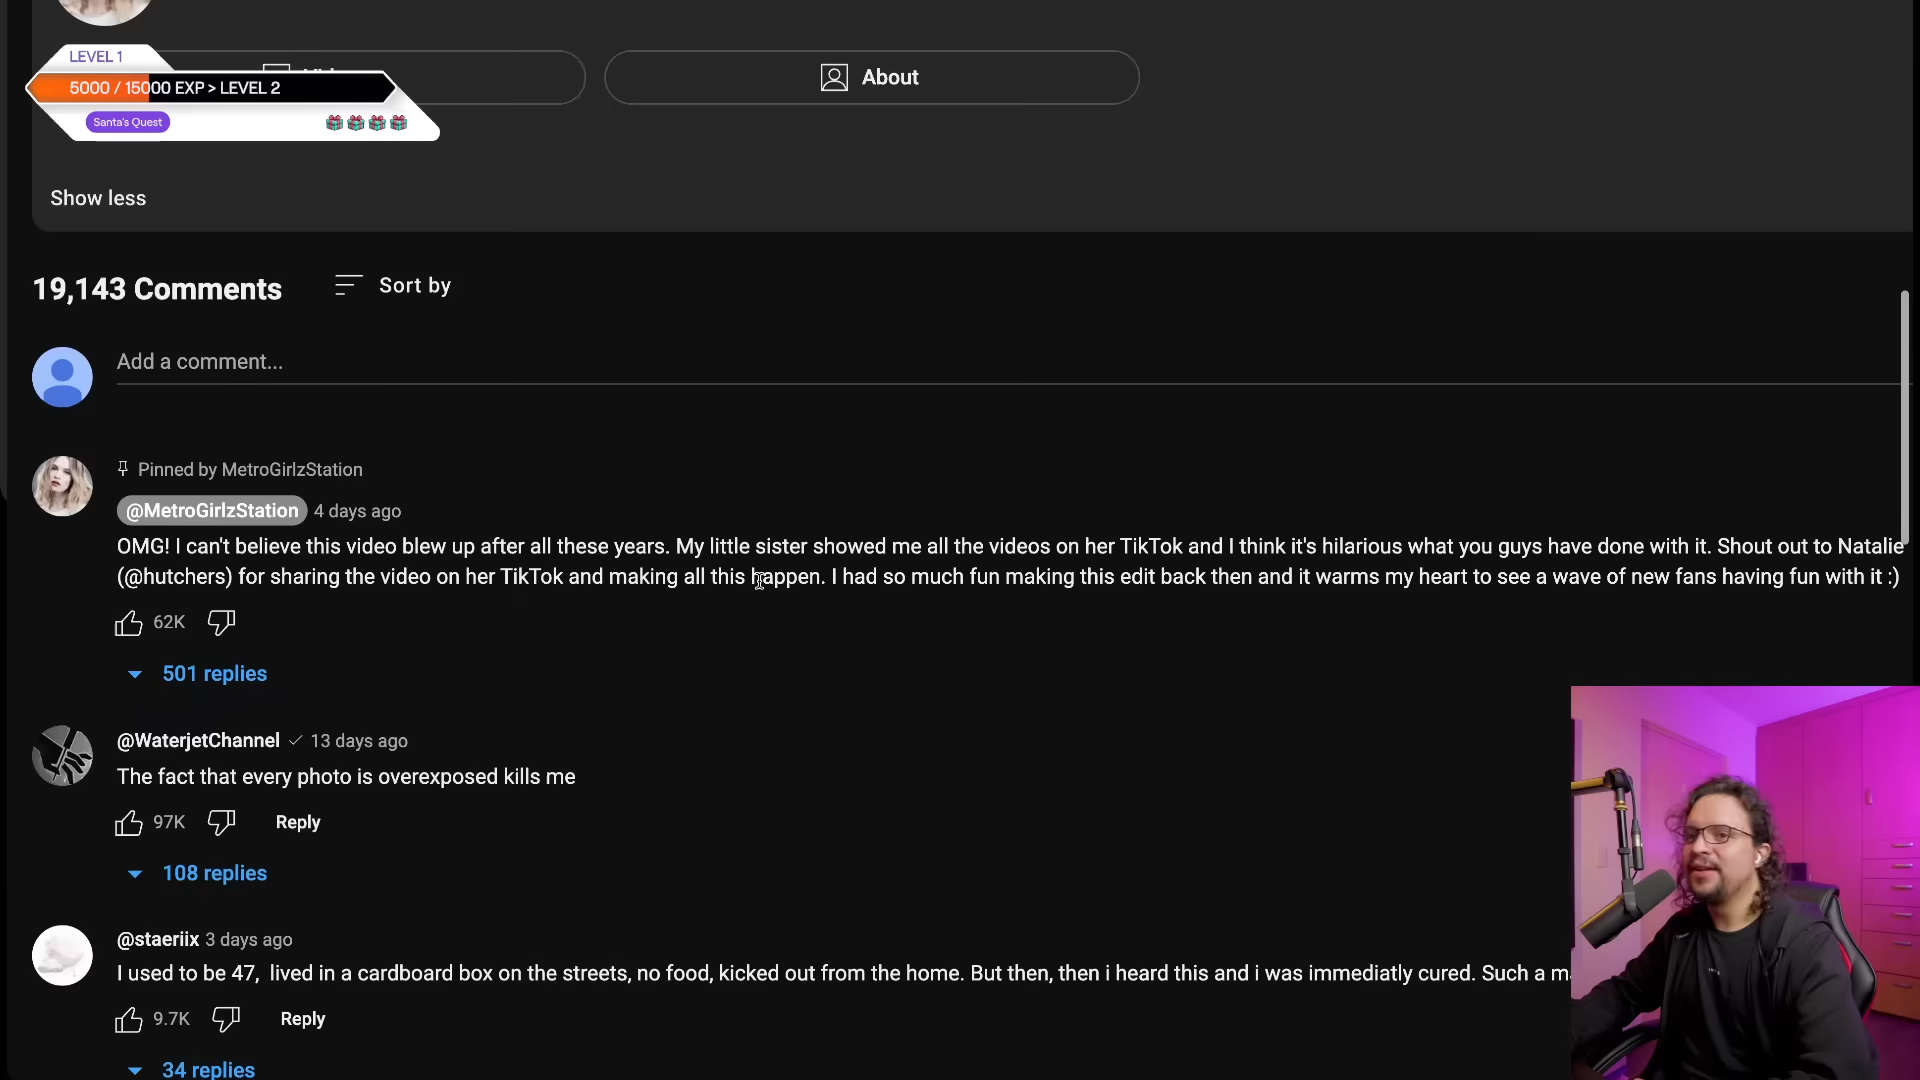 LEVEL 1
5000 / 15000 EXP > LEVEL 2
Santa's Quest
About
Show less
19,143 Comments
Sort by
Add a comment...
Pinned by MetroGirlzStation
@MetroGirlzStation 4 days ago
OMG! I can't believe this video blew up after all these years. My little sister showed me all the videos on her TikTok and I think it's hilarious what you guys have done with it. Shout out to Natalie
(@hutchers) for sharing the video on her TikTok and making all this happen. I had so much fun making this edit back then and it warms my heart to see a wave of new fans having fun with it :)
62K
501 replies
@WaterjetChannel 13 days ago
The fact that every photo is overexposed kills me
97K Reply
108 replies
@staeriix 3 days ago
I used to be 47, lived in a cardboard box on the streets, no food, kicked out from the home. But then, then i heard this and i was immediatly cured. Such a
9.7K Reply
34 replies